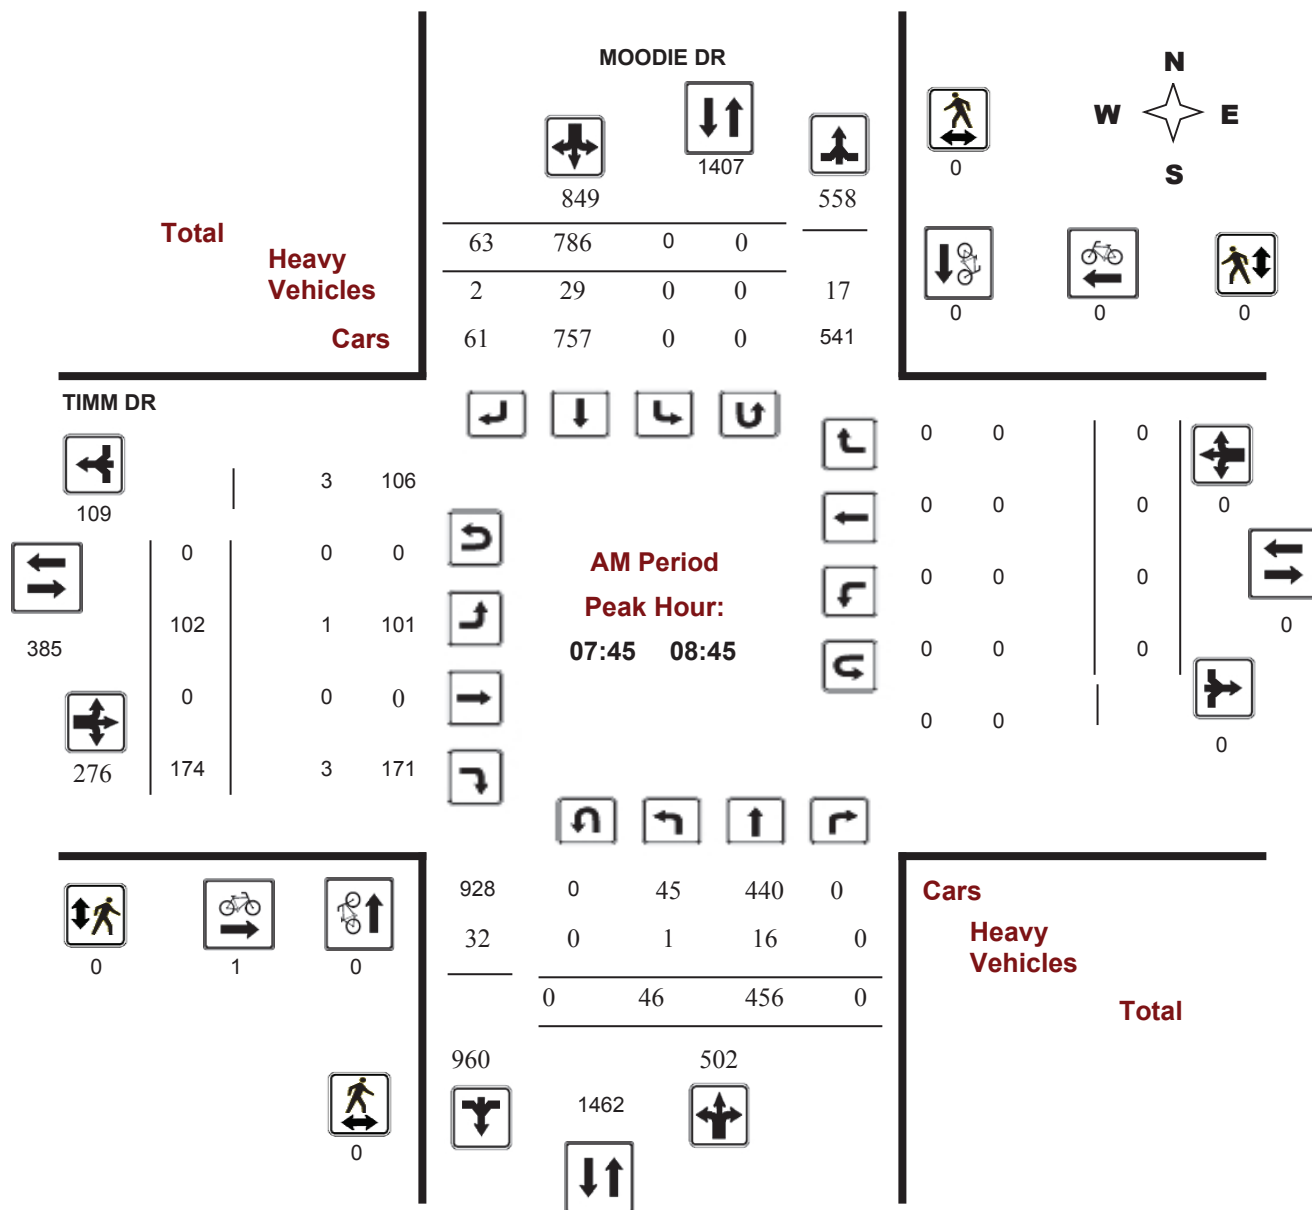 MOODIE DR
N
W E
S
1407
0
849 558
Total
63 786 0 0
Heavy
Vehicles
2 29 0 0 17
0 0 0
Cars
61 757 0 0 541
TIMM DR
0 0 0
3 106
109
0 0 0 0
0 0 0
AM Period
0 0 0
Peak Hour:
102 1 101
0
385
07:45 08:45
0 0 0
0 0 0
0 0
0
276
174 3 171
928 0 45 440 0
Cars
32 0 1 16 0
Heavy
Vehicles
0 1 0
0 46 456 0
Total
960 502
1462
0